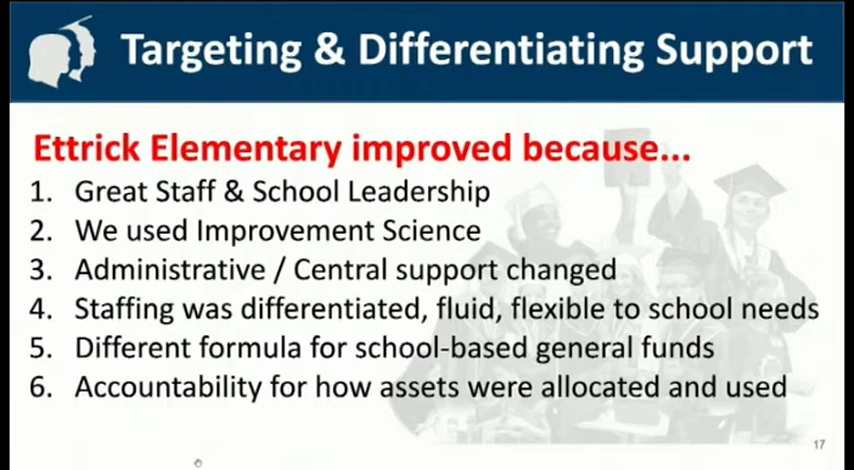 Targeting & Differentiating Support
Ettrick Elementary improved because...
1. Great Staff & School Leadership
2. We used Improvement Science
3. Administrative / Central support changed
4. Staffing was differentiated, fluid, flexible to school needs
5. Different formula for school-based general funds
6. Accountability for how assets were allocated and used
17